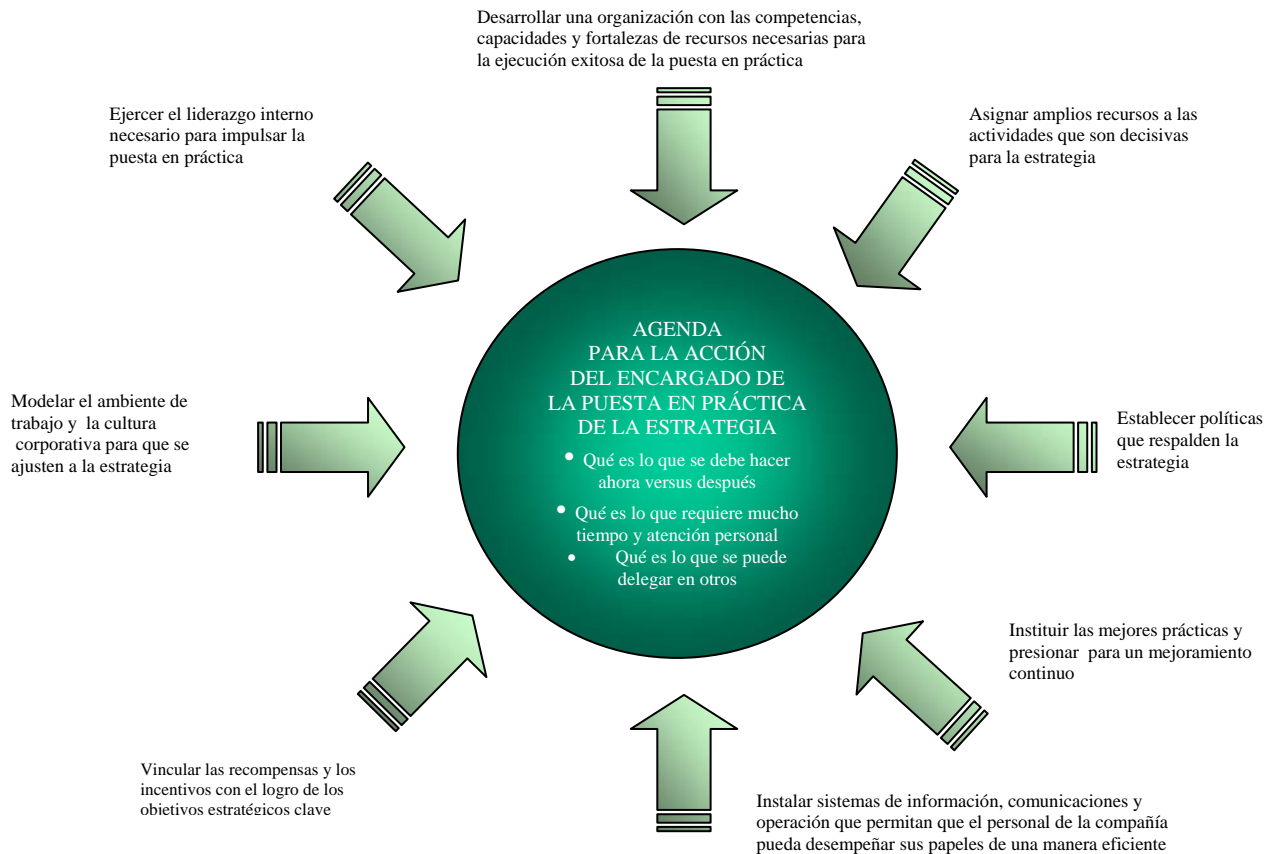 Desarrollar una organización con las competencias,
capacidades y fortalezas de recursos necesarias para
la ejecución exitosa de la puesta en práctica
Ejercer el liderazgo interno
necesario para impulsar la
puesta en práctica
Asignar amplios recursos a las
actividades que son decisivas
para la estrategia
AGENDA
PARA LA ACCIÓN
DEL ENCARGADO DE
LA PUESTA EN PRÁCTICA
DE LA ESTRATEGIA
• Qué es lo que se debe hacer
ahora versus después
• Qué es lo que requiere mucho
tiempo y atención personal
• Qué es lo que se puede
delegar en otros
Modelar el ambiente de
trabajo y la cultura
corporativa para que se
ajusten a la estrategia
Establecer políticas
que respalden la
estrategia
Instituir las mejores prácticas y
presionar para un mejoramiento
continuo
Vincular las recompensas y los
incentivos con el logro de los
objetivos estratégicos clave
Instalar sistemas de información, comunicaciones y
operación que permitan que el personal de la compañía
pueda desempeñar sus papeles de una manera eficiente